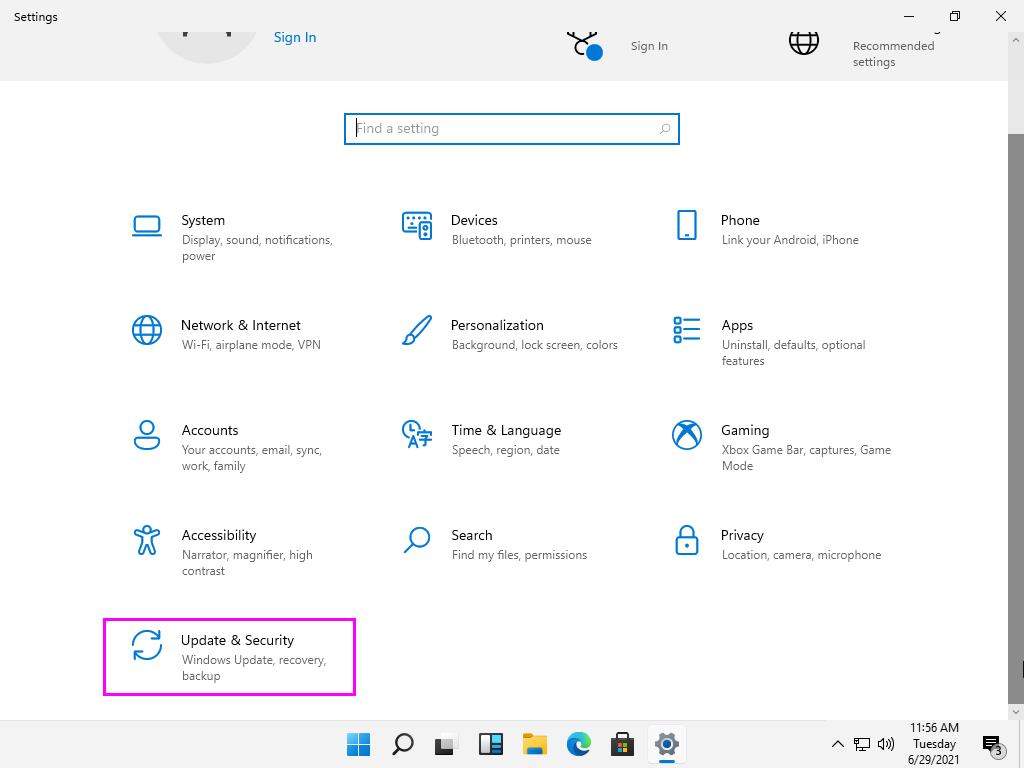 Settings
Sign In
Sign In
Recommended
settings
Find a setting
System
Display, sound, notifications,
power
Devices
Bluetooth, printers, mouse
Phone
Link your Android, iPhone
Network & Internet
Wi-Fi, airplane mode, VPN
Personalization
Background, lock screen, colors
Apps
Uninstall, defaults, optional
features
Accounts
Your accounts, email, sync,
work, family
Time & Language
Speech, region, date
Gaming
Xbox Game Bar, captures, Game
Mode
Accessibility
Narrator, magnifier, high
contrast
Search
Find my files, permissions
Privacy
Location, camera, microphone
Update & Security
Windows Update, recovery,
backup
11:56 AM
Tuesday
6/29/2021
3